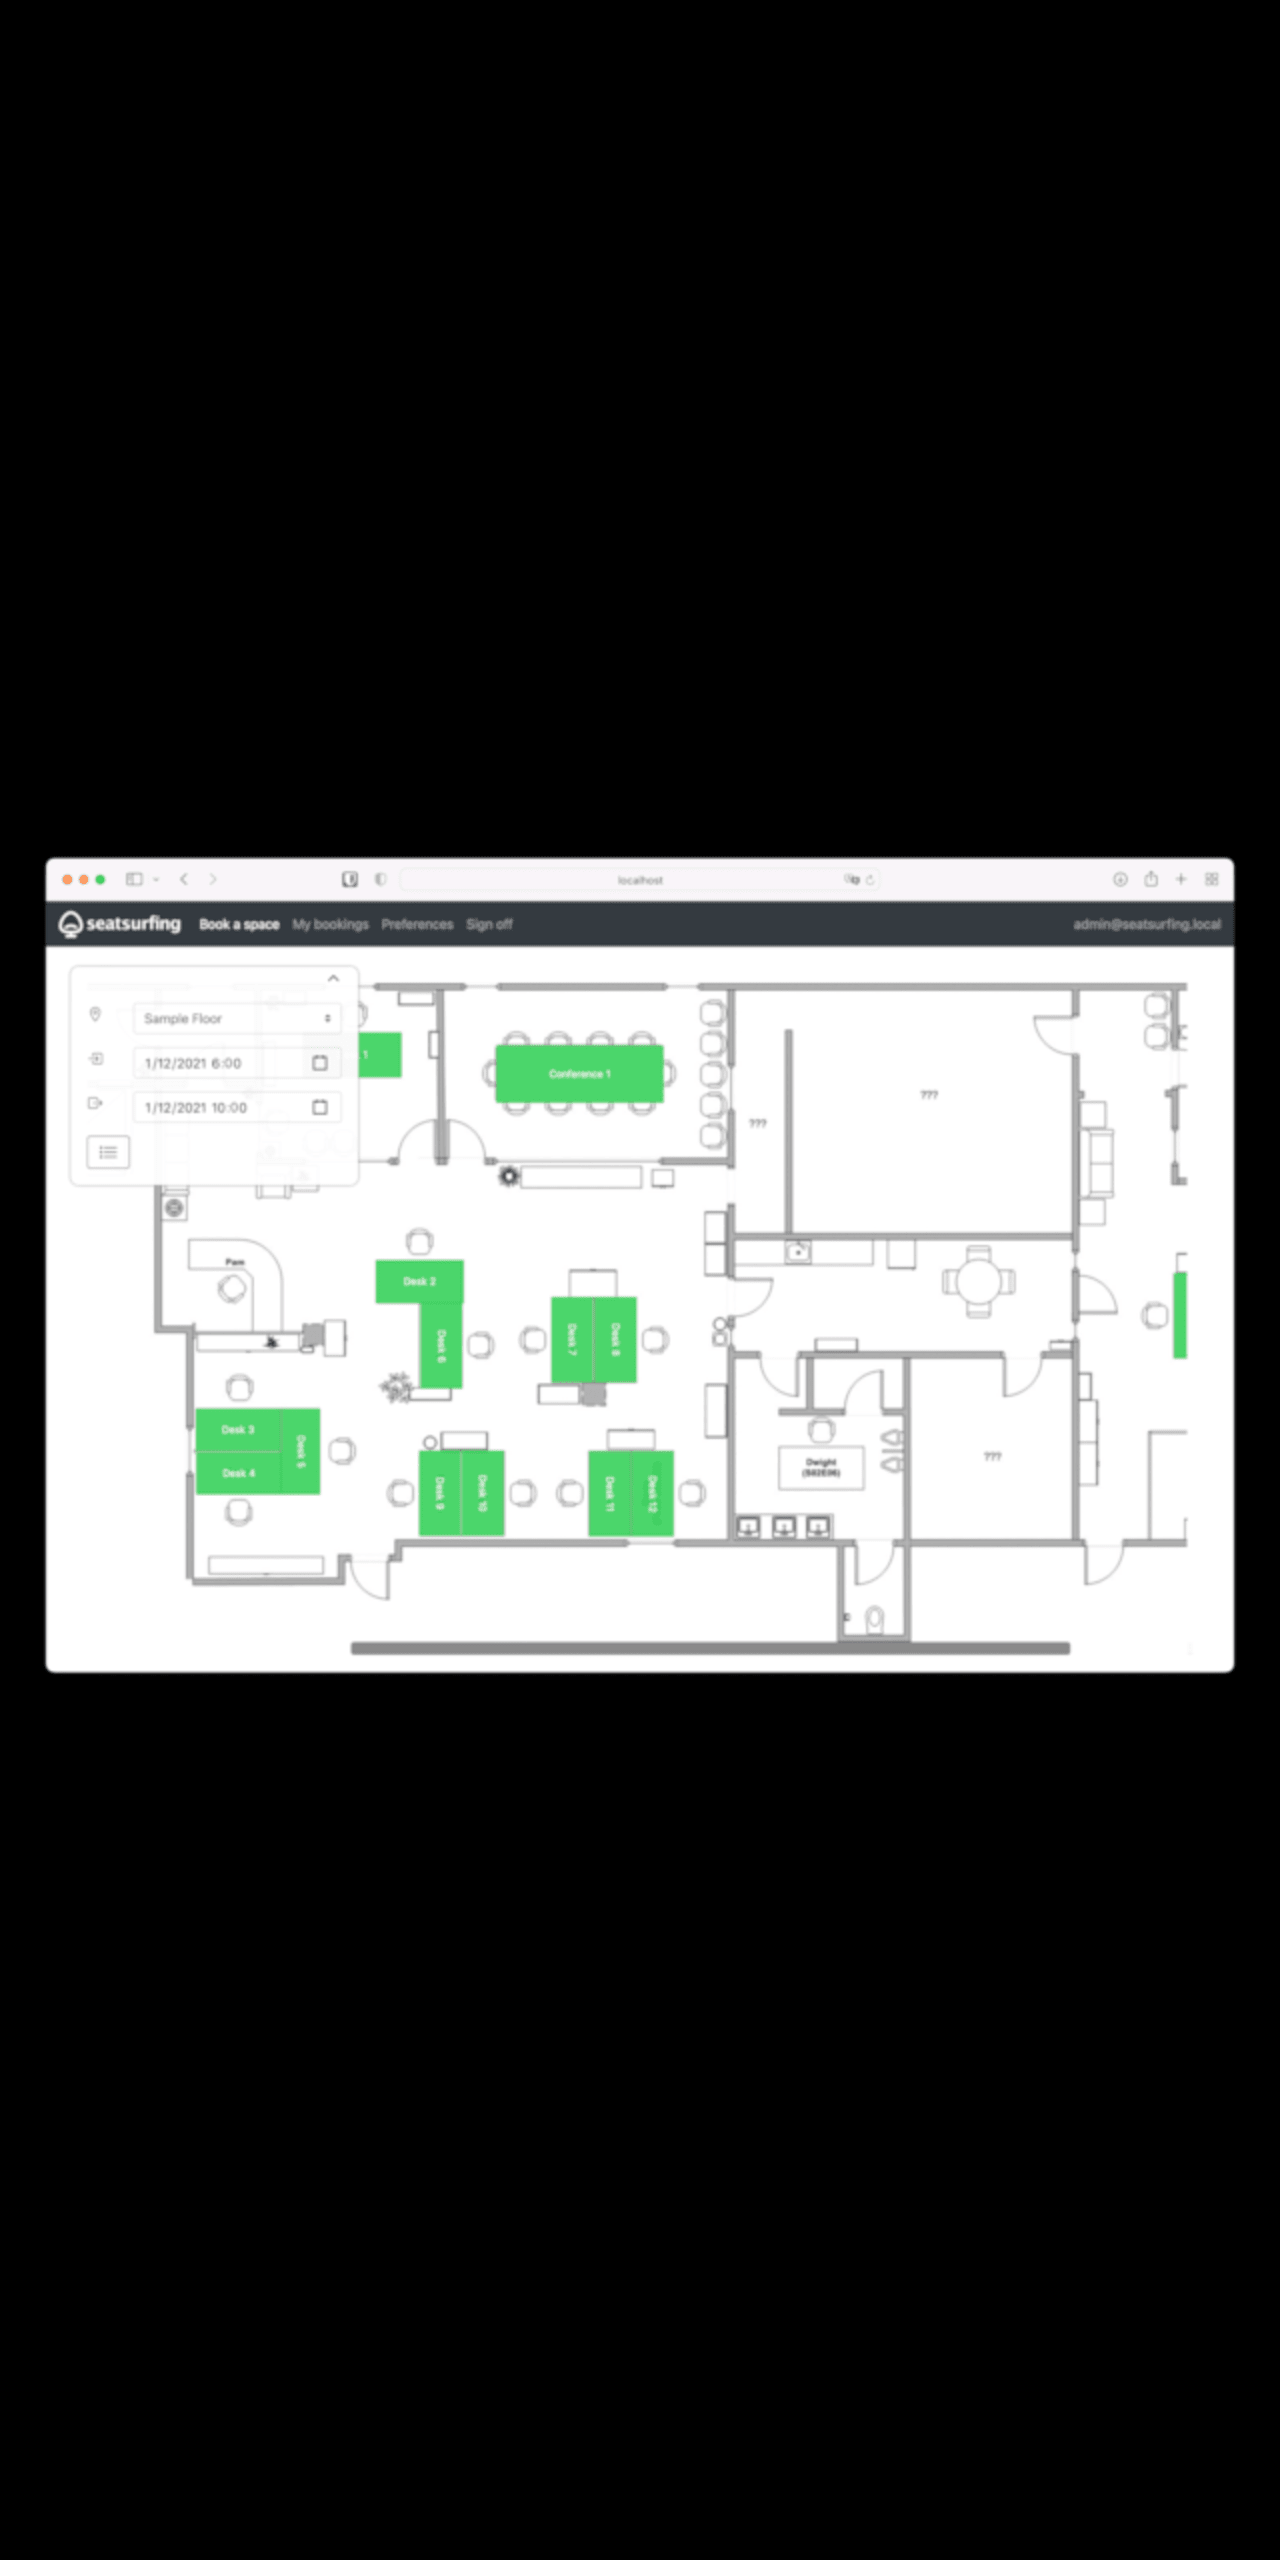 localhost
seatsurfing Book a space My bookings Preferences Sign off admin@seatsurfing.local
Sample Floor
1/12/2021 6:00
1/12/2021 10:00
1
Conference 1
???
???
Pam
Desk 2
Desk 6
Desk 7
Desk 8
Desk 3
Desk 4
Desk 5
Desk 9
Desk 10
Desk 11
Desk 12
Dwight
(S02E06)
???